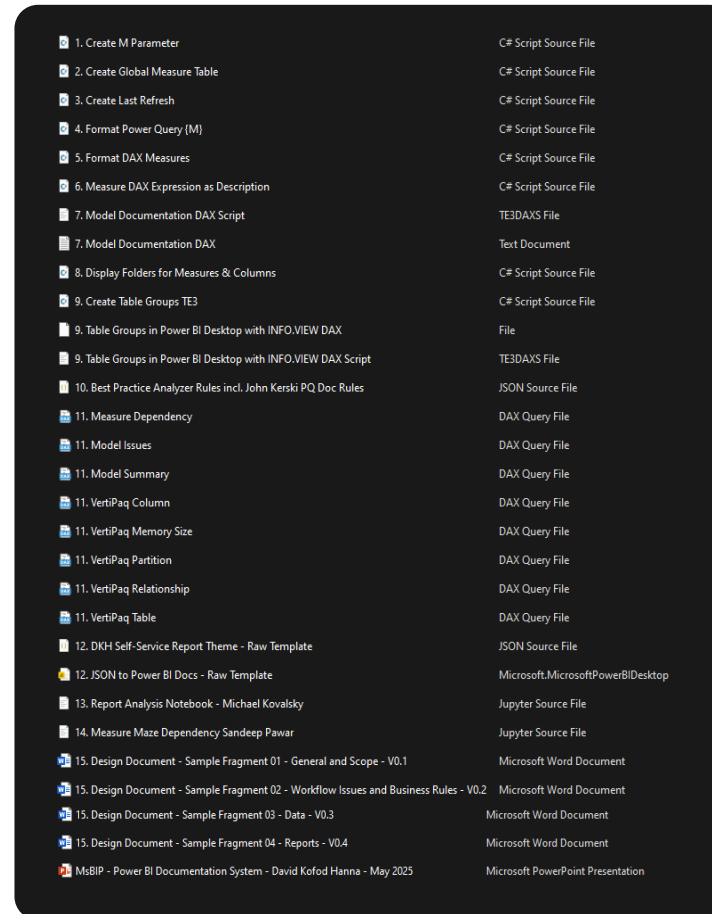 1. Create M Parameter C# Script Source File
2. Create Global Measure Table C# Script Source File
3. Create Last Refresh C# Script Source File
4. Format Power Query {M} C# Script Source File
5. Format DAX Measures C# Script Source File
6. Measure DAX Expression as Description C# Script Source File
7. Model Documentation DAX Script TE3DAXS File
7. Model Documentation DAX Text Document
8. Display Folders for Measures & Columns C# Script Source File
9. Create Table Groups TE3 C# Script Source File
9. Table Groups in Power BI Desktop with INFO.VIEW DAX File
9. Table Groups in Power BI Desktop with INFO.VIEW DAX Script TE3DAXS File
10. Best Practice Analyzer Rules incl. John Kerski PQ Doc Rules JSON Source File
11. Measure Dependency DAX Query File
11. Model Issues DAX Query File
11. Model Summary DAX Query File
11. VertiPaq Column DAX Query File
11. VertiPaq Memory Size DAX Query File
11. VertiPaq Partition DAX Query File
11. VertiPaq Relationship DAX Query File
11. VertiPaq Table DAX Query File
12. DKH Self-Service Report Theme - Raw Template JSON Source File
12. JSON to Power BI Docs - Raw Template Microsoft.MicrosoftPowerBIDesktop
13. Report Analysis Notebook - Michael Kovalsky Jupyter Source File
14. Measure Maze Dependency Sandeep Pawar Jupyter Source File
15. Design Document - Sample Fragment 01 - General and Scope - V0.1 Microsoft Word Document
15. Design Document - Sample Fragment 02 - Workflow Issues and Business Rules - V0.2 Microsoft Word Document
15. Design Document - Sample Fragment 03 - Data - V0.3 Microsoft Word Document
15. Design Document - Sample Fragment 04 - Reports - V0.4 Microsoft Word Document
MsBIP - Power BI Documentation System - David Kofod Hanna - May 2025 Microsoft PowerPoint Presentation